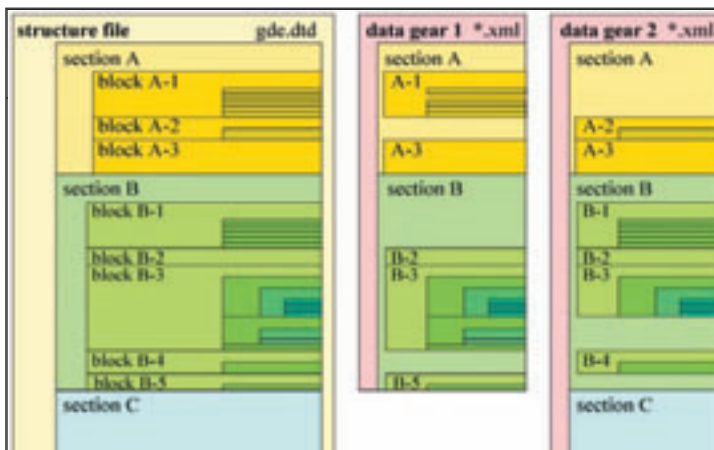 structure file gde.dtd
section A
block A-1
block A-2
block A-3
section B
block B-1
block B-2
block B-3
block B-4
block B-5
section C
data gear 1 *.xml
section A
A-1
A-3
section B
B-2
B-3
B-5
data gear 2 *.xml
section A
A-2
A-3
section B
B-1
B-2
B-3
B-4
section C